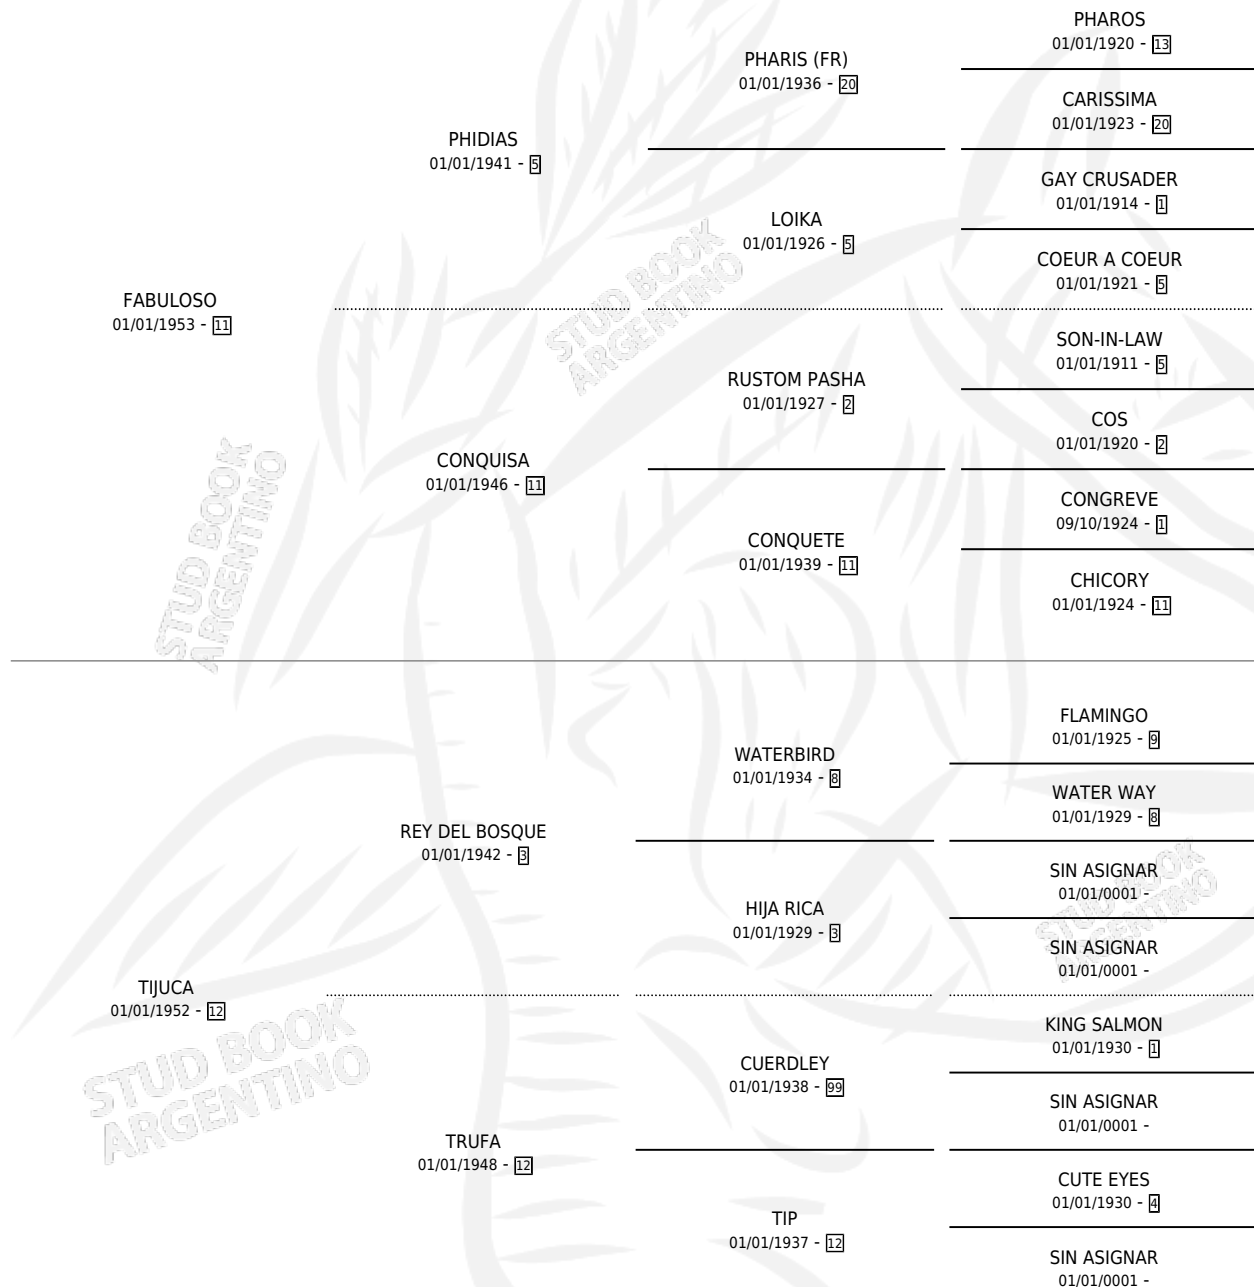 PHAROS
01/01/1920 - 13
PHARIS (FR)
01/01/1936 - 20
CARISSIMA
01/01/1923 - 20
PHIDIAS
01/01/1941 - 5
GAY CRUSADER
01/01/1914 - 1
LOIKA
01/01/1926 - 5
COEUR A COEUR
01/01/1921 - 5
FABULOSO
01/01/1953 - 11
SON-IN-LAW
01/01/1911 - 5
RUSTOM PASHA
01/01/1927 - 2
COS
01/01/1920 - 2
CONQUISA
01/01/1946 - 11
CONGREVE
09/10/1924 - 1
CONQUETE
01/01/1939 - 11
CHICORY
01/01/1924 - 11
STUD BOOK
ARGENTINO
STUD BOOK
ARGENTINO
FLAMINGO
01/01/1925 - 9
WATERBIRD
01/01/1934 - 8
WATER WAY
01/01/1929 - 8
REY DEL BOSQUE
01/01/1942 - 3
SIN ASIGNAR
01/01/0001 -
HIJA RICA
01/01/1929 - 3
SIN ASIGNAR
01/01/0001 -
STUD BOOK
ARGENTINO
TIJUCA
01/01/1952 - 12
KING SALMON
01/01/1930 - 1
CUERDLEY
01/01/1938 - 99
SIN ASIGNAR
01/01/0001 -
STUD BOOK
ARGENTINO
TRUFA
01/01/1948 - 12
CUTE EYES
01/01/1930 - 4
TIP
01/01/1937 - 12
SIN ASIGNAR
01/01/0001 -